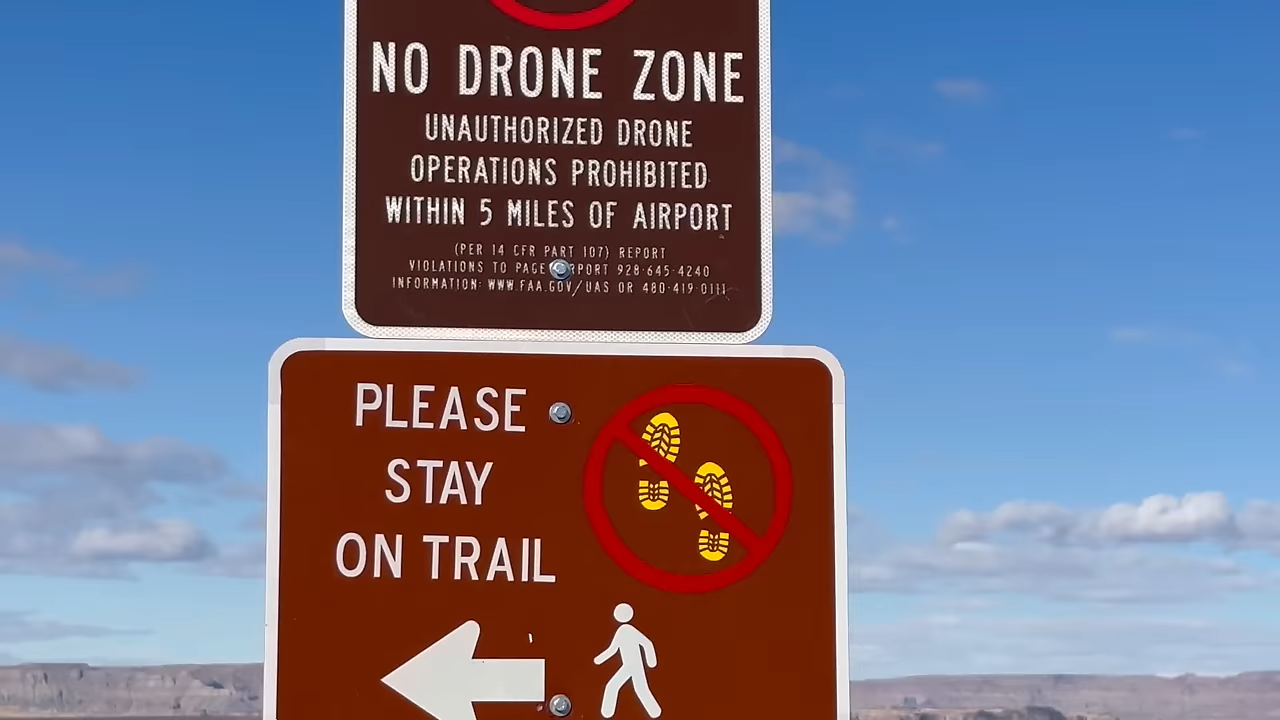 NO DRONE ZONE
UNAUTHORIZED DRONE
OPERATIONS PROHIBITED
WITHIN 5 MILES OF AIRPORT
(PER 14 CFR PART 107) REPORT
VIOLATIONS TO PAGE AIRPORT 928-645-4240
INFORMATION: WWW.FAA.GOV/UAS OR 480-419-0111
PLEASE
STAY
ON TRAIL